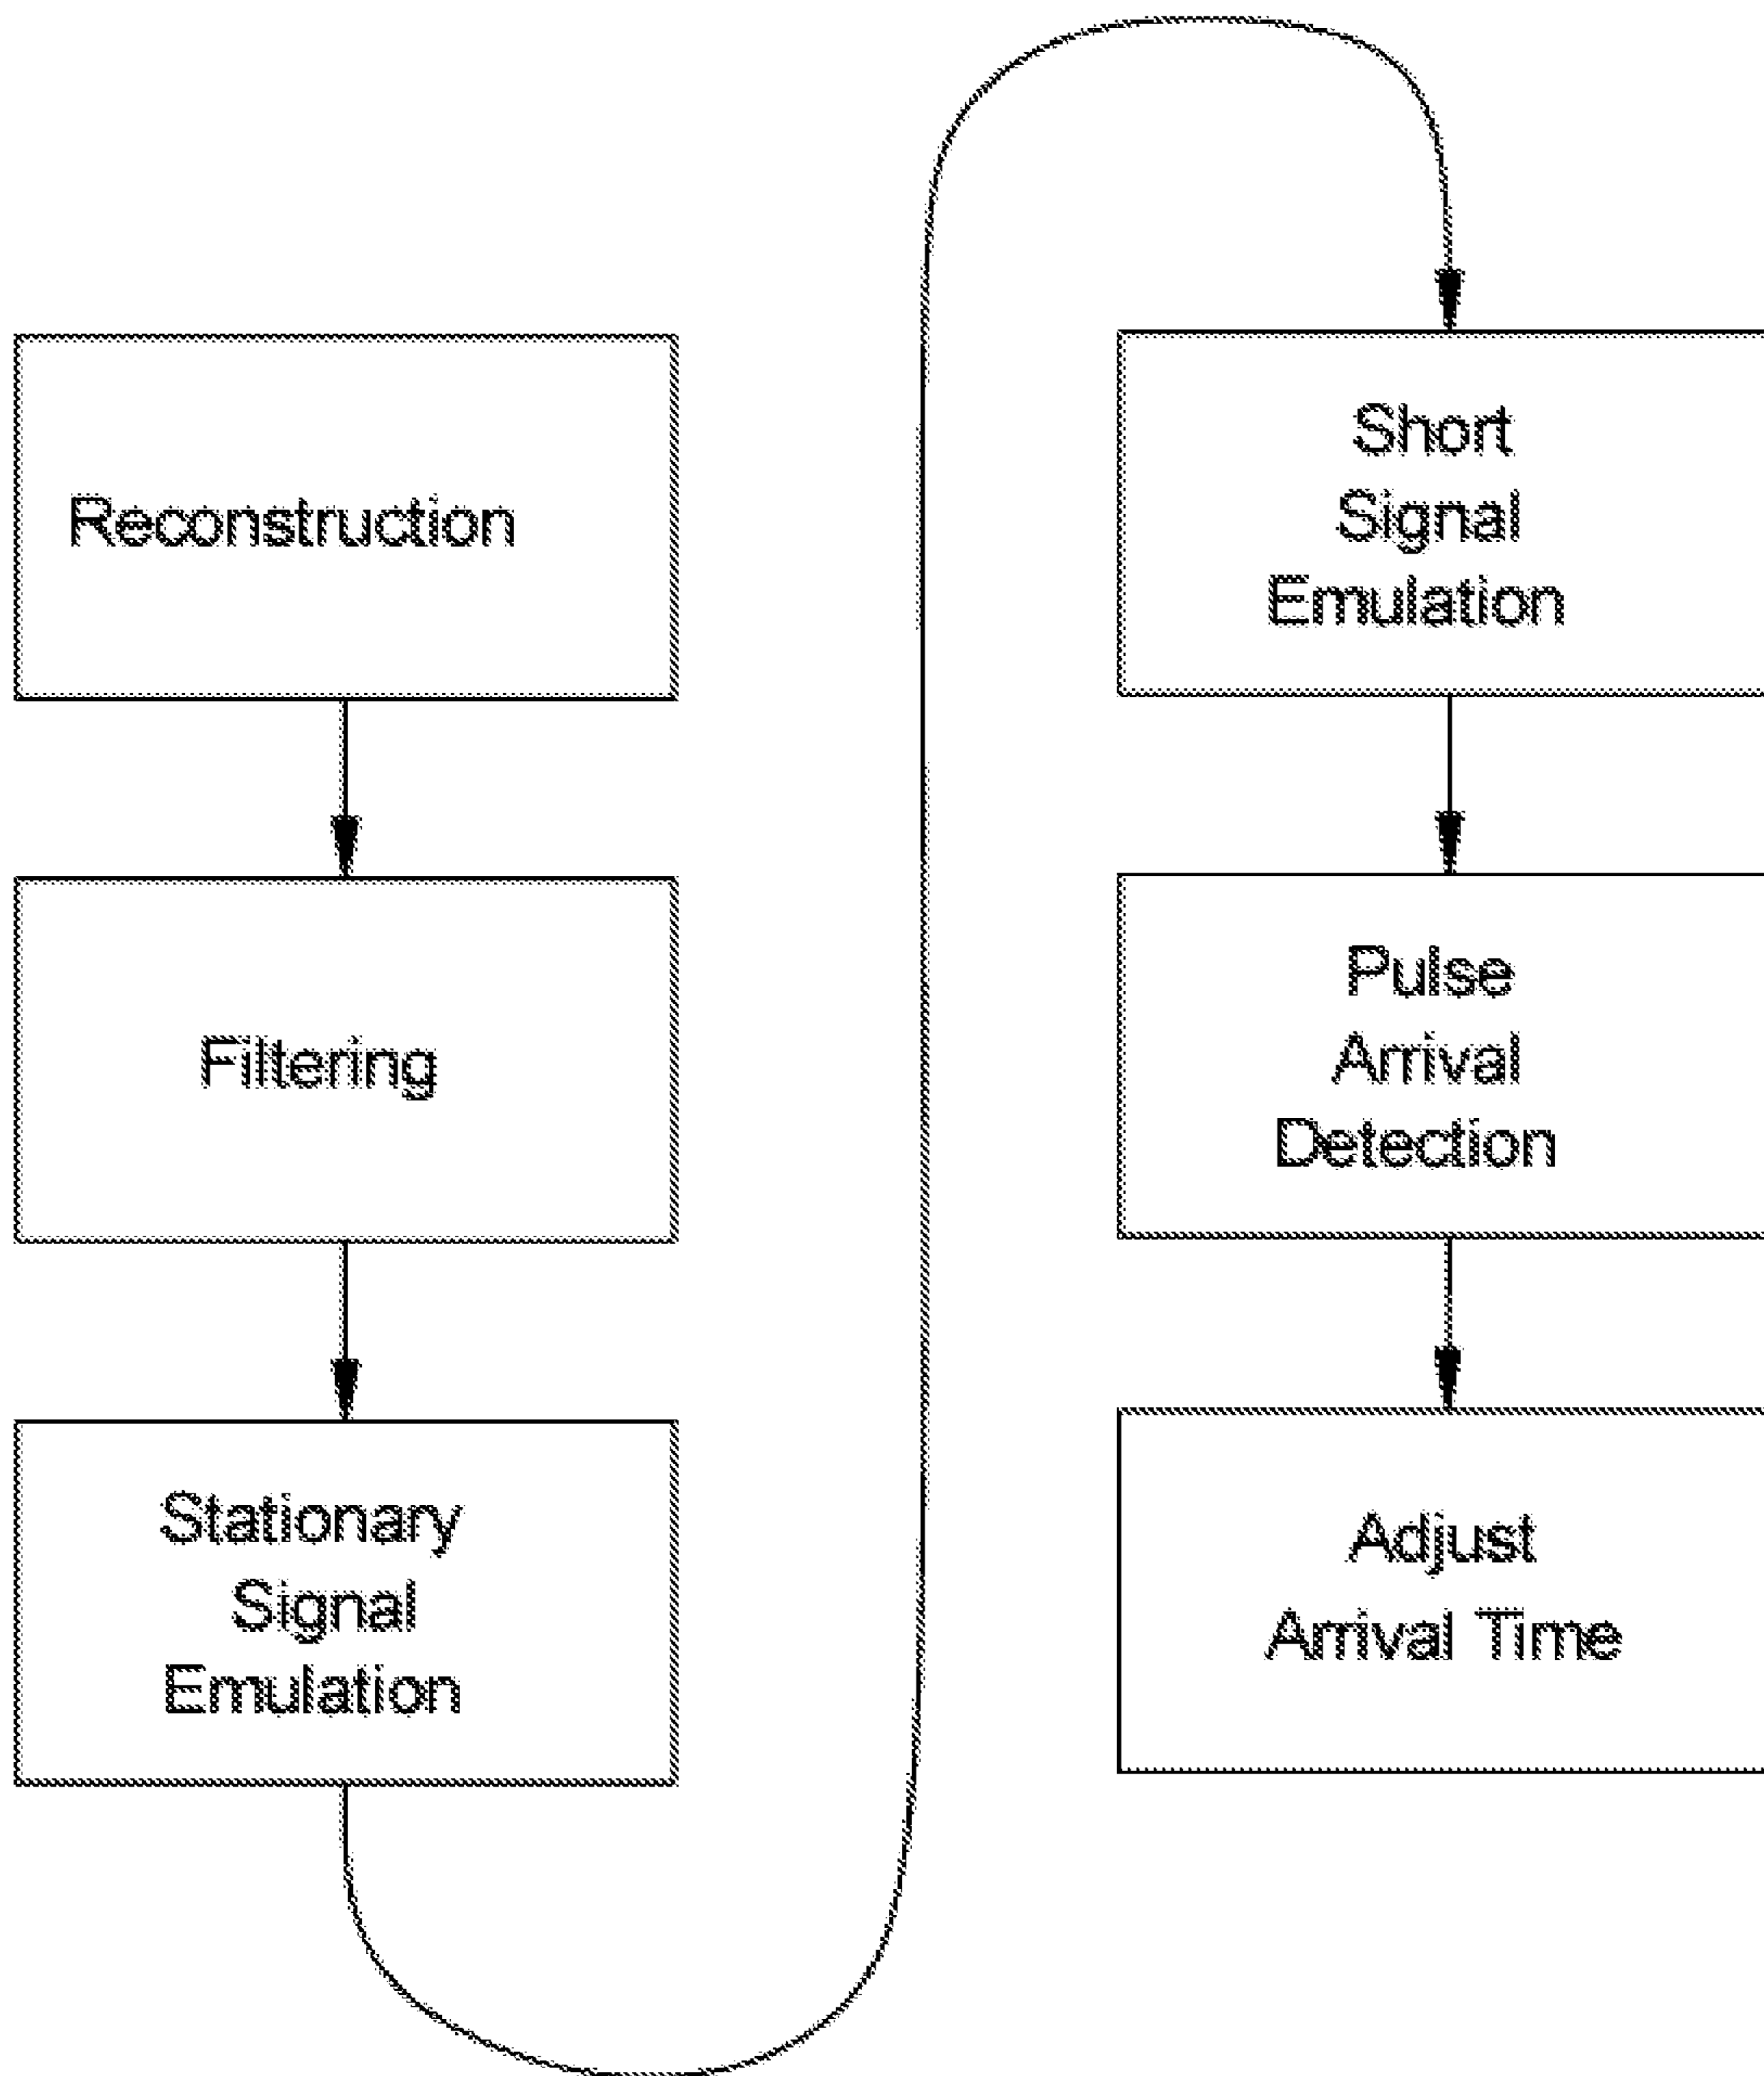 Reconstruction
Filtering
Stationary
Signal
Emulation
Short
Signal
Emulation
Pulse
Arrival
Detection
Adjust
Arrival Time